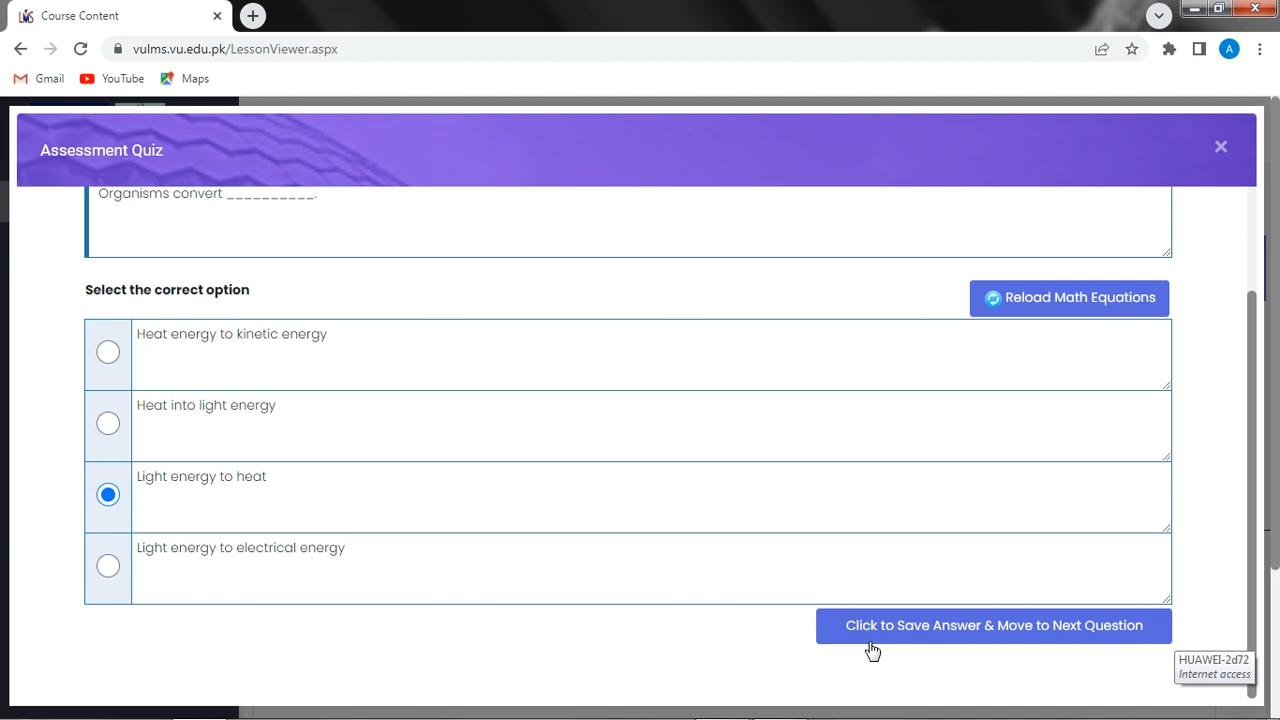 Course Content
vulms.vu.edu.pk/LessonViewer.aspx
A
Gmail
YouTube
Maps
Assessment Quiz
Organisms convert __________.
Select the correct option
Reload Math Equations
Heat energy to kinetic energy
Heat into light energy
Light energy to heat
Light energy to electrical energy
Click to Save Answer & Move to Next Question
HUAWEI-2d72
Internet access